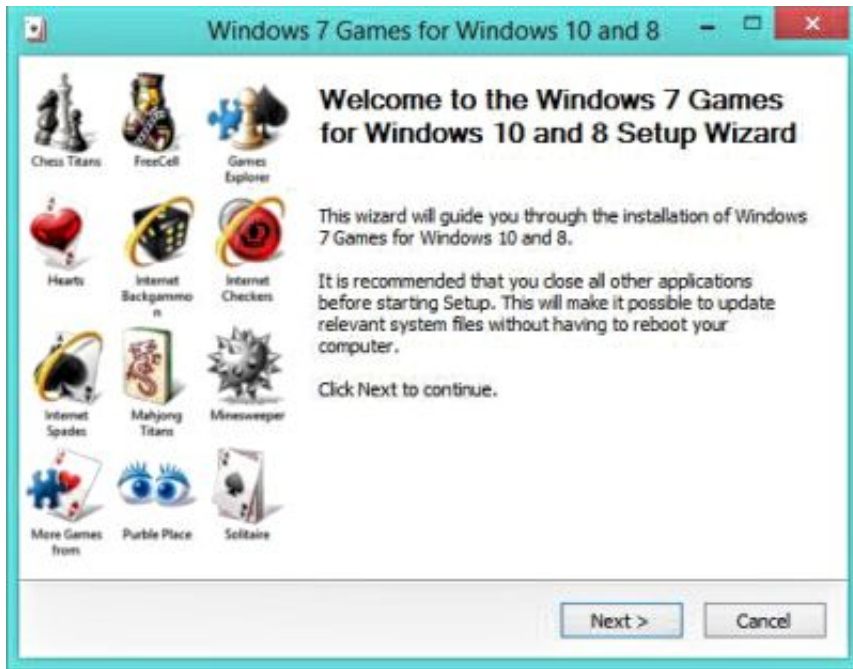 Windows 7 Games for Windows 10 and 8
Welcome to the Windows 7 Games
for Windows 10 and 8 Setup Wizard
Chess Titans
FreeCell
Games
Explorer
This wizard will guide you through the installation of Windows
7 Games for Windows 10 and 8.
Hearts
Internet
Backgammo
n
Internet
Checkers
It is recommended that you close all other applications
before starting Setup. This will make it possible to update
relevant system files without having to reboot your
computer.
Click Next to continue.
Internet
Spades
Mahjong
Titans
Minesweeper
More Games
from
Purble Place
Solitaire
Next >
Cancel